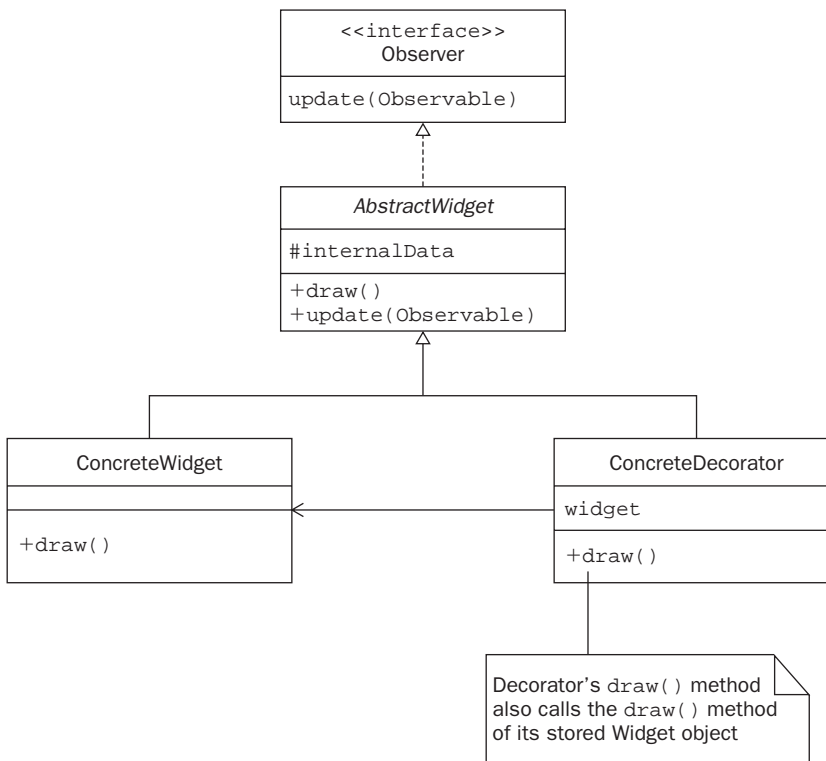 <<interface>>
Observer
update(Observable)
AbstractWidget
#internalData
+draw()
+update(Observable)
ConcreteWidget
+draw()
ConcreteDecorator
widget
+draw()
Decorator's draw() method
also calls the draw() method
of its stored Widget object